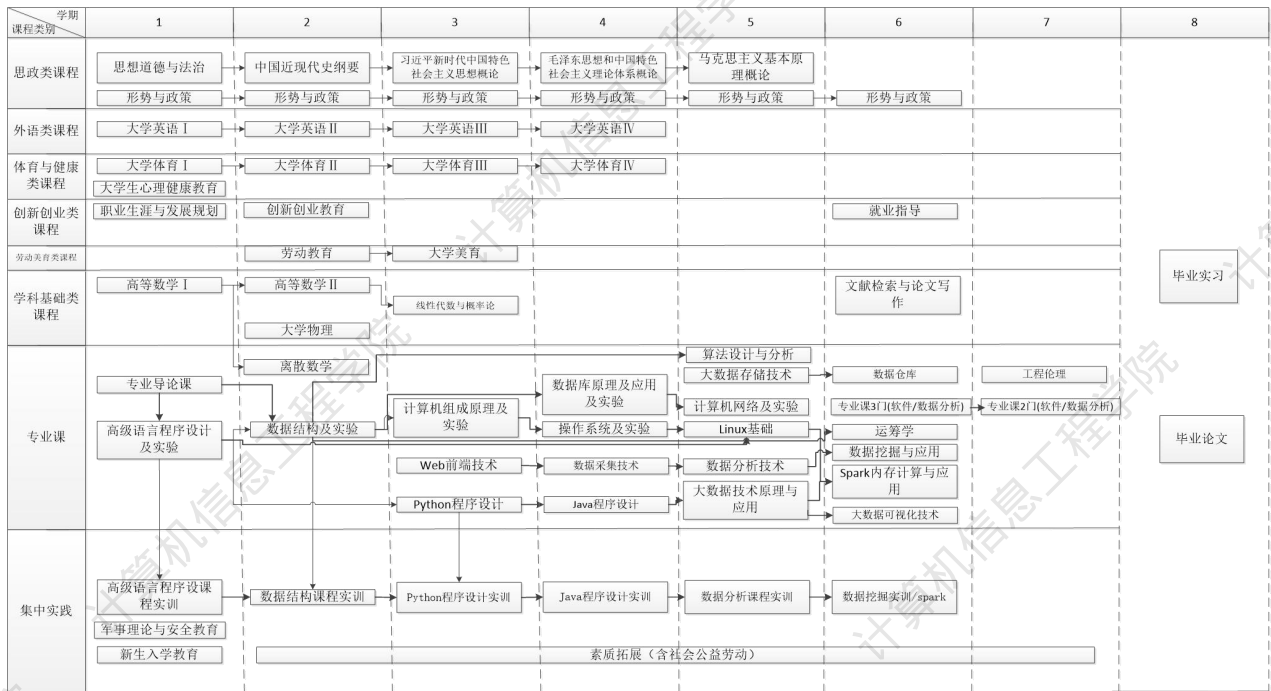 学期
课程类别
1 2 3 4 5 6 7 8
思政类课程
思想道德与法治
中国近现代史纲要
习近平新时代中国特色
社会主义思想概论
毛泽东思想和中国特色
社会主义理论体系概论
马克思主义基本原
理概论
形势与政策 形势与政策 形势与政策 形势与政策 形势与政策 形势与政策
外语类课程
大学英语Ⅰ 大学英语Ⅱ 大学英语Ⅲ 大学英语Ⅳ
体育与健康
类课程
大学体育Ⅰ 大学体育Ⅱ 大学体育Ⅲ 大学体育Ⅳ
大学生心理健康教育
创新创业类
课程
职业生涯与发展规划 创新创业教育 就业指导
劳动美育类课程
劳动教育 大学美育
学科基础类
课程
高等数学Ⅰ 高等数学Ⅱ
线性代数与概率论
文献检索与论文写
作
大学物理
专业课
离散数学
算法设计与分析
专业导论课
大数据存储技术 数据仓库 工程伦理
数据库原理及应用
及实验
计算机组成原理及
实验
计算机网络及实验
专业课3门(软件/数据分析) 专业课2门(软件/数据分析)
高级语言程序设计
及实验
数据结构及实验
操作系统及实验
Linux基础
运筹学
数据挖掘与应用
Web前端技术 数据采集技术 数据分析技术
Spark内存计算与应
用
Python程序设计 Java程序设计
大数据技术原理与
应用
大数据可视化技术
集中实践
高级语言程序设课
程实训
数据结构课程实训
Python程序设计实训
Java程序设计实训
数据分析课程实训
数据挖掘实训/spark
军事理论与安全教育
新生入学教育
素质拓展（含社会公益劳动）
毕业实习
毕业论文
计算机信息工程学院
计算机信息工程学院
计算机信息工程学院